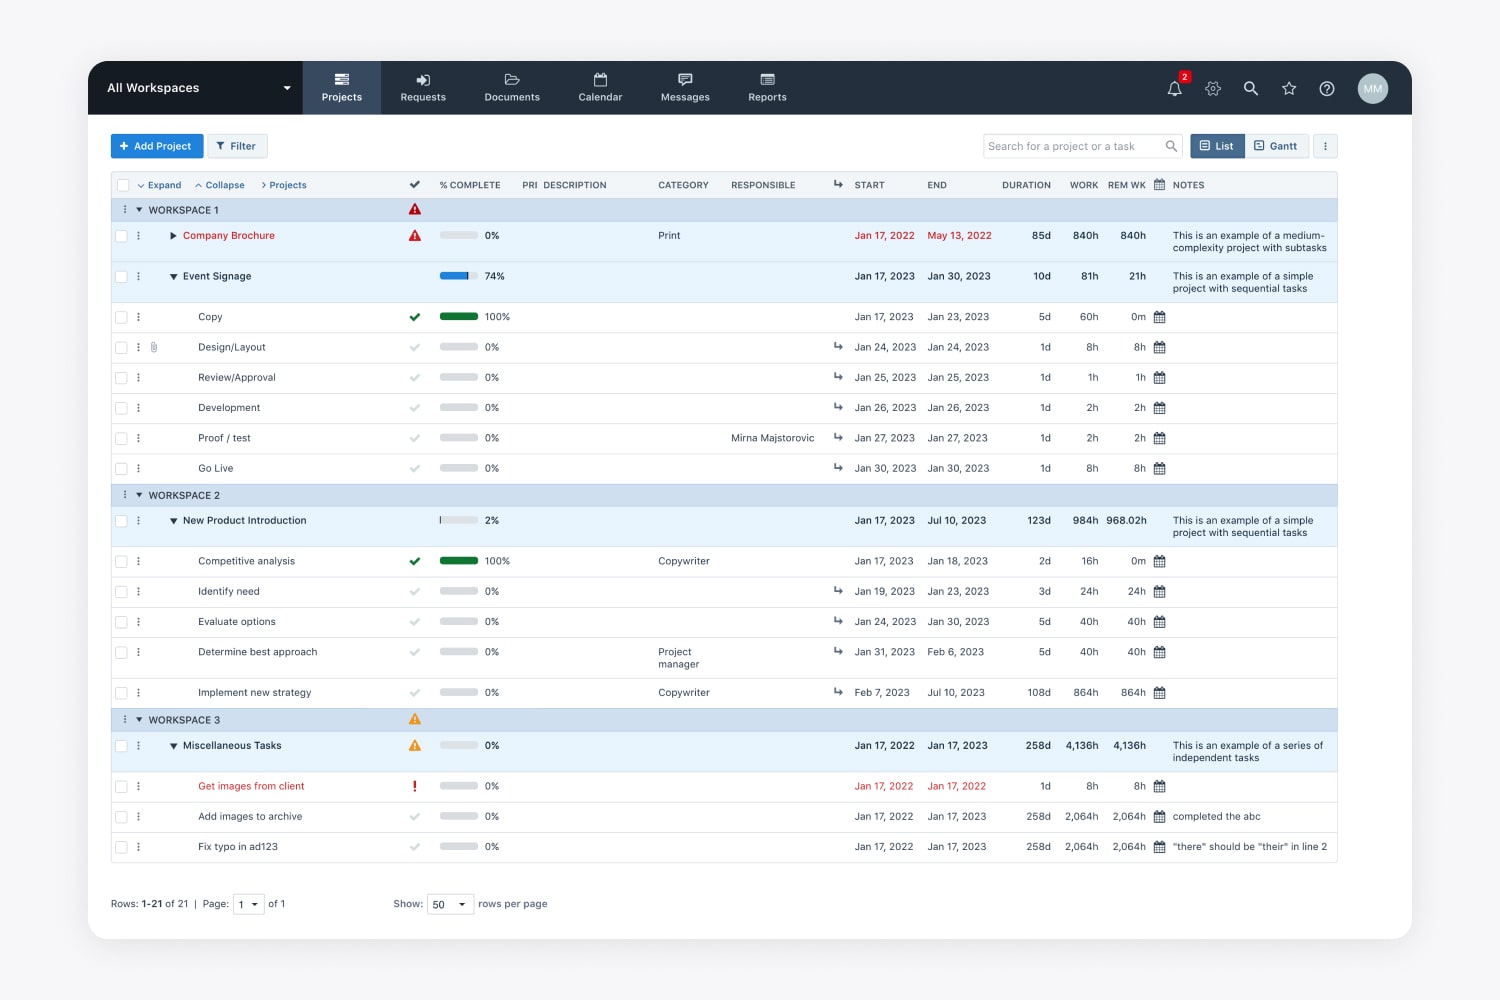 All Workspaces
Projects
Requests
Documents
Calendar
Messages
Reports
2
MM
+ Add Project
Filter
Search for a project or a task
List
Gantt
Expand Collapse Projects % COMPLETE PRI DESCRIPTION CATEGORY RESPONSIBLE START END DURATION WORK REM WK NOTES
WORKSPACE 1
Company Brochure 0% Print Jan 17, 2022 May 13, 2022 85d 840h 840h This is an example of a medium-
complexity project with subtasks
Event Signage 74% Jan 17, 2023 Jan 30, 2023 10d 81h 21h This is an example of a simple
project with sequential tasks
Copy 100% Jan 17, 2023 Jan 23, 2023 5d 60h 0m
Design/Layout 0% Jan 24, 2023 Jan 24, 2023 1d 8h 8h
Review/Approval 0% Jan 25, 2023 Jan 25, 2023 1d 1h 1h
Development 0% Jan 26, 2023 Jan 26, 2023 1d 2h 2h
Proof / test 0% Mirna Majstorovic Jan 27, 2023 Jan 27, 2023 1d 2h 2h
Go Live 0% Jan 30, 2023 Jan 30, 2023 1d 8h 8h
WORKSPACE 2
New Product Introduction 2% Jan 17, 2023 Jul 10, 2023 123d 984h 968.02h This is an example of a simple
project with sequential tasks
Competitive analysis 100% Copywriter Jan 17, 2023 Jan 18, 2023 2d 16h 0m
Identify need 0% Jan 19, 2023 Jan 23, 2023 3d 24h 24h
Evaluate options 0% Jan 24, 2023 Jan 30, 2023 5d 40h 40h
Determine best approach 0% Project Jan 31, 2023 Feb 6, 2023 5d 40h 40h
manager
Implement new strategy 0% Copywriter Feb 7, 2023 Jul 10, 2023 108d 864h 864h
WORKSPACE 3
Miscellaneous Tasks 0% Jan 17, 2022 Jan 17, 2023 258d 4,136h 4,136h This is an example of a series of
independent tasks
Get images from client 0% Jan 17, 2022 Jan 17, 2022 1d 8h 8h
Add images to archive 0% Jan 17, 2022 Jan 17, 2023 258d 2,064h 2,064h completed the abc
Fix typo in ad123 0% Jan 17, 2022 Jan 17, 2023 258d 2,064h 2,064h "there" should be "their" in line 2
Rows: 1-21 of 21 | Page: 1 of 1 Show: 50 rows per page